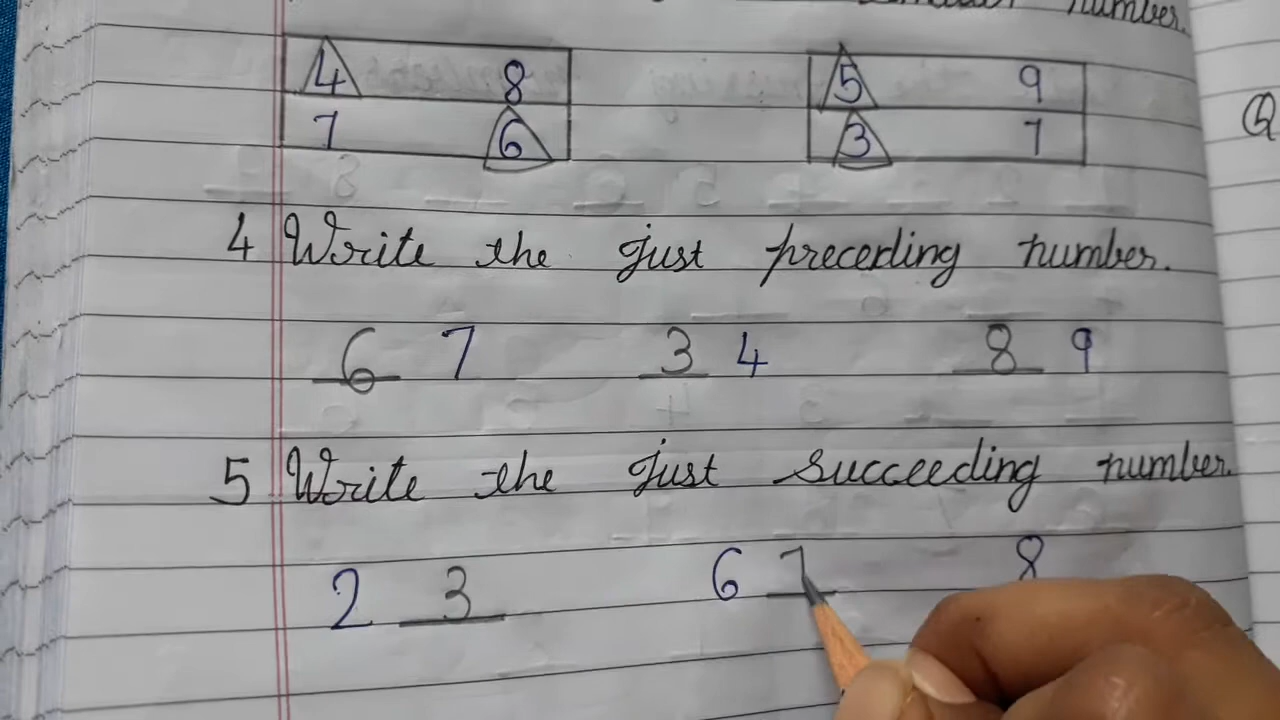 number.
4 8 5 9
7 6 3 7
4 Write the just preceding number.
6 7 3 4 8 9
5 Write the just succeeding number.
2 3 6 7 8